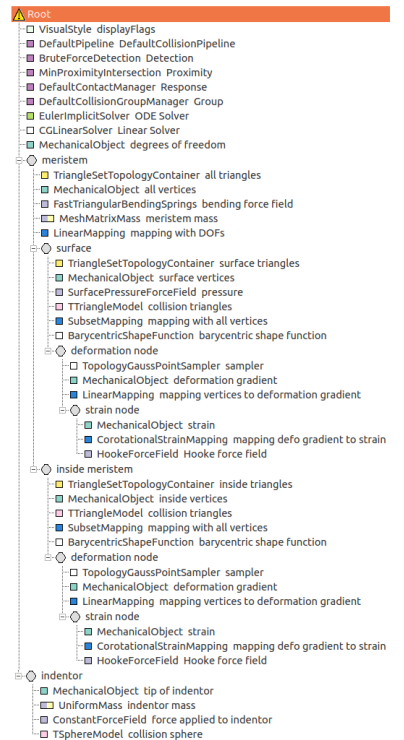 Root
VisualStyle displayFlags
DefaultPipeline DefaultCollisionPipeline
BruteForceDetection Detection
MinProximityIntersection Proximity
DefaultContactManager Response
DefaultCollisionGroupManager Group
EulerImplicitSolver ODE Solver
CGLinearSolver Linear Solver
MechanicalObject degrees of freedom
meristem
TriangleSetTopologyContainer all triangles
MechanicalObject all vertices
FastTriangularBendingSprings bending force field
MeshMatrixMass meristem mass
LinearMapping mapping with DOFs
surface
TriangleSetTopologyContainer surface triangles
MechanicalObject surface vertices
SurfacePressureForceField pressure
TTriangleModel collision triangles
SubsetMapping mapping with all vertices
BarycentricShapeFunction barycentric shape function
deformation node
TopologyGaussPointSampler sampler
MechanicalObject deformation gradient
LinearMapping mapping vertices to deformation gradient
strain node
MechanicalObject strain
CorotationalStrainMapping mapping defo gradient to strain
HookeForceField Hooke force field
inside meristem
TriangleSetTopologyContainer inside triangles
MechanicalObject inside vertices
TTriangleModel collision triangles
SubsetMapping mapping with all vertices
BarycentricShapeFunction barycentric shape function
deformation node
TopologyGaussPointSampler sampler
MechanicalObject deformation gradient
LinearMapping mapping vertices to deformation gradient
strain node
MechanicalObject strain
CorotationalStrainMapping mapping defo gradient to strain
HookeForceField Hooke force field
indentor
MechanicalObject tip of indentor
UniformMass indentor mass
ConstantForceField force applied to indentor
TSphereModel collision sphere